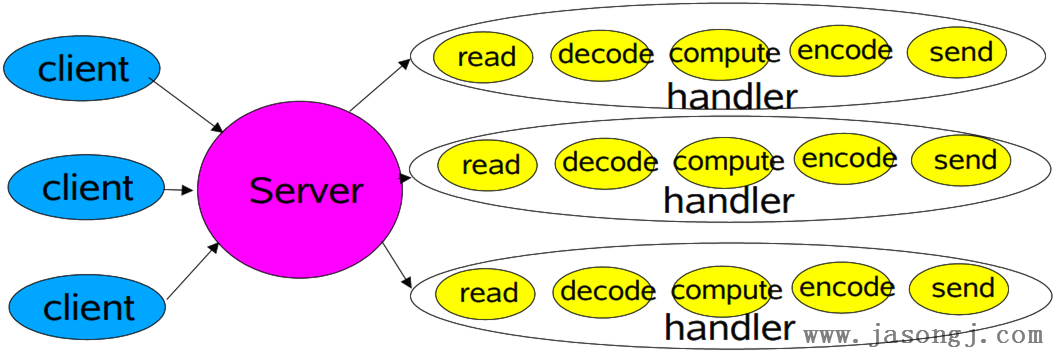 client
client
client
Server
read decode compute encode send
handler
read decode compute encode send
handler
read decode compute encode send
handler
www.jasongj.com